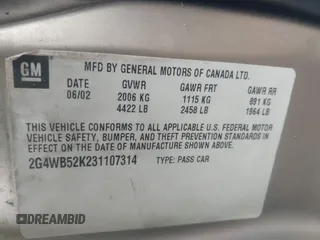 GM
MFD BY GENERAL MOTORS OF CANADA LTD.
DATE GVWR GAWR FRT GAWR RR
06/02 2006 KG 1115 KG 891 KG
4422 LB 2458 LB 1964 LB
THIS VEHICLE CONFORMS TO ALL APPLICABLE U.S. FEDERAL MOTOR
VEHICLE SAFETY, BUMPER, AND THEFT PREVENTION STANDARDS IN
EFFECT ON THE DATE OF MANUFACTURE SHOWN ABOVE.
2G4WB52K231107314 TYPE: PASS CAR